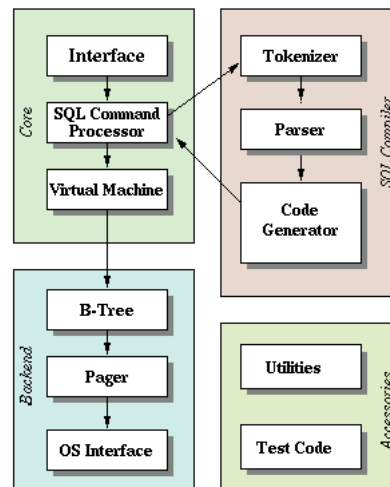 Core
Interface
SQL Command
Processor
Virtual Machine
SQL Compiler
Tokenizer
Parser
Code
Generator
Backend
B-Tree
Pager
OS Interface
Accessories
Utilities
Test Code